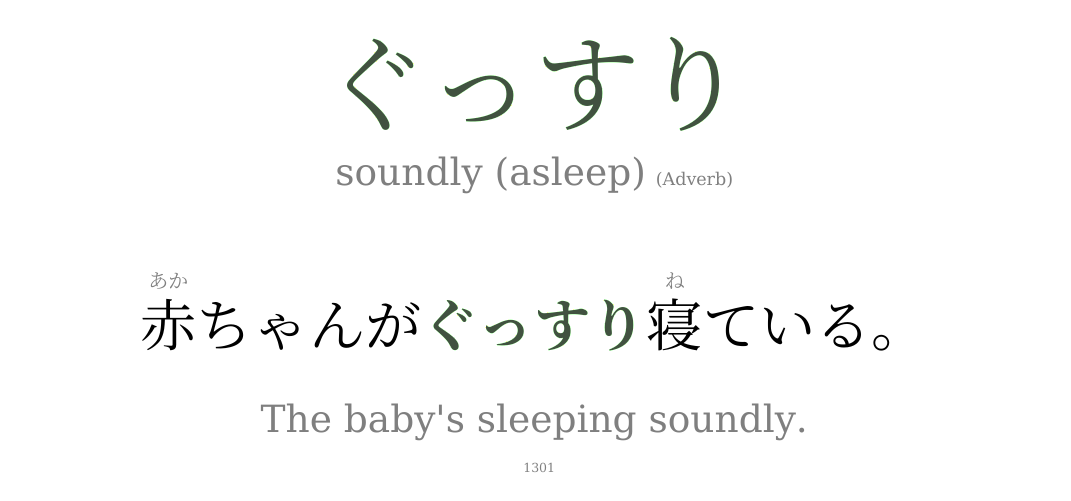 ぐっすり
soundly (asleep) (Adverb)
あか ね
赤ちゃんがぐっすり寝ている。
The baby's sleeping soundly.
1301